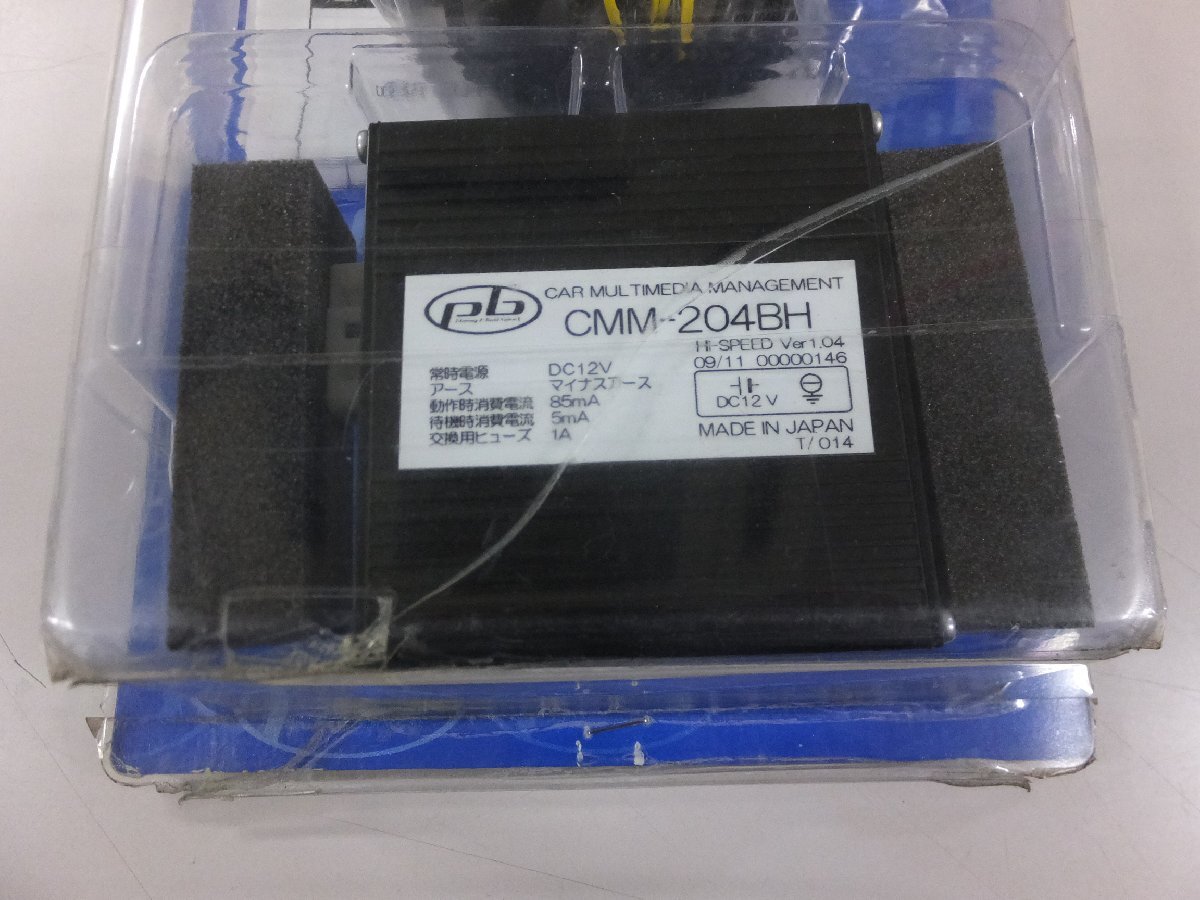 pb
CAR MULTIMEDIA MANAGEMENT
CMM-204BH
HI-SPEED Ver1.04
09/11 00000146
常時電源 DC12V
アース マイナスアース
動作時消費電流 85mA
待機時消費電流 5mA
交換用ヒューズ 1A
DC12V
MADE IN JAPAN
T/014